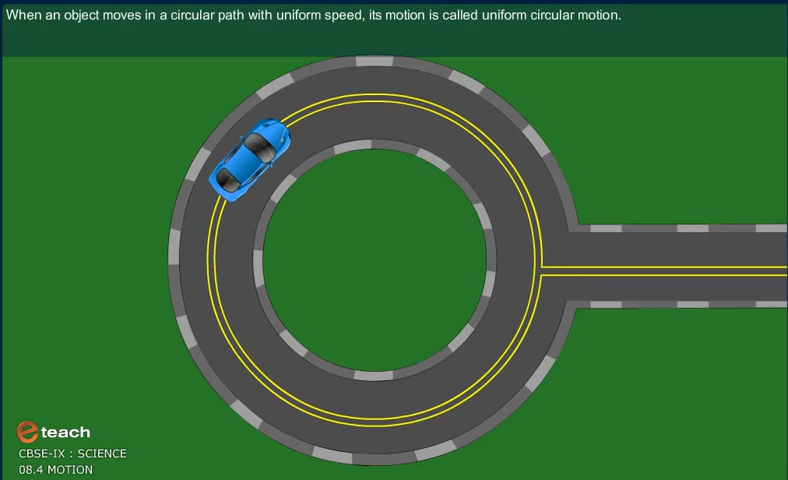 When an object moves in a circular path with uniform speed, its motion is called uniform circular motion.
e teach
CBSE-IX : SCIENCE
08.4 MOTION